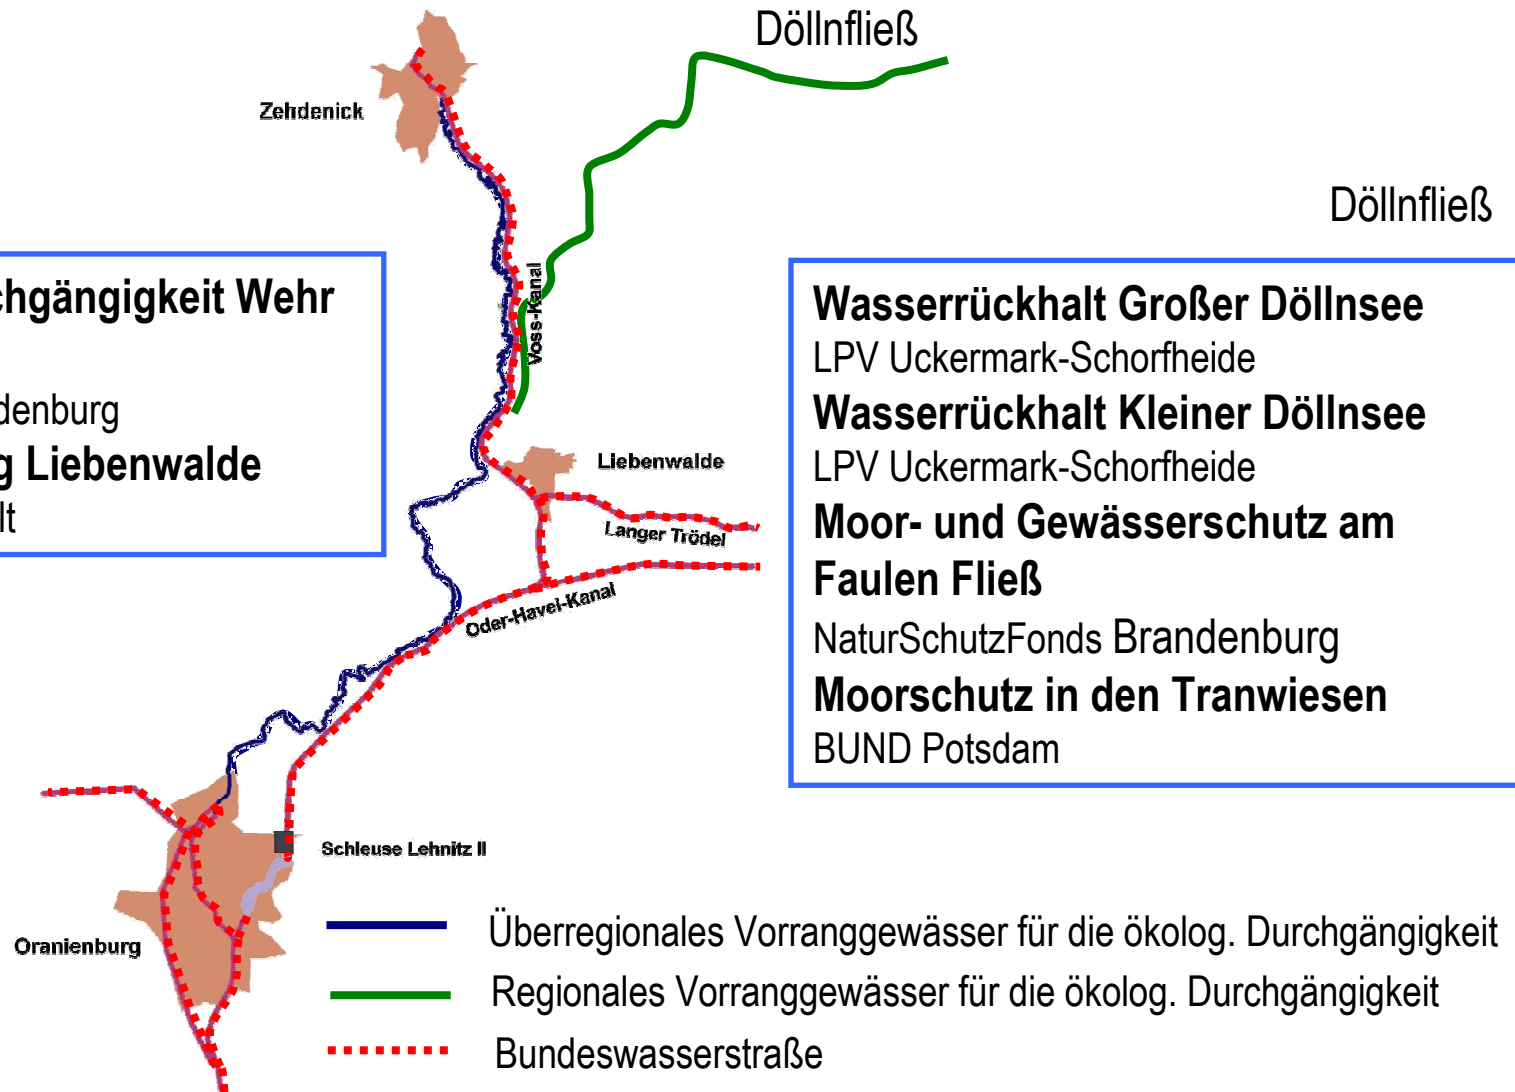 Döllnfließ
Zehdenick
Döllnfließ
chgängigkeit Wehr
denburg
g Liebenwalde
lt
Voss-Kanal
Wasserrückhalt Großer Döllnsee
LPV Uckermark-Schorfheide
Wasserrückhalt Kleiner Döllnsee
LPV Uckermark-Schorfheide
Moor- und Gewässerschutz am
Faulen Fließ
NaturSchutzFonds Brandenburg
Moorschutz in den Tranwiesen
BUND Potsdam
Liebenwalde
Langer Trödel
Oder-Havel-Kanal
Schleuse Lehnitz II
Oranienburg
Überregionales Vorranggewässer für die ökolog. Durchgängigkeit
Regionales Vorranggewässer für die ökolog. Durchgängigkeit
Bundeswasserstraße